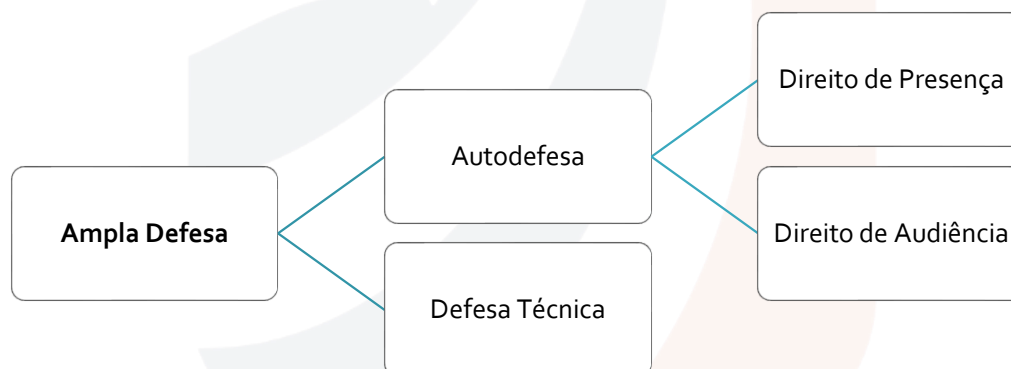 Ampla Defesa
Autodefesa
Defesa Técnica
Direito de Presença
Direito de Audiência